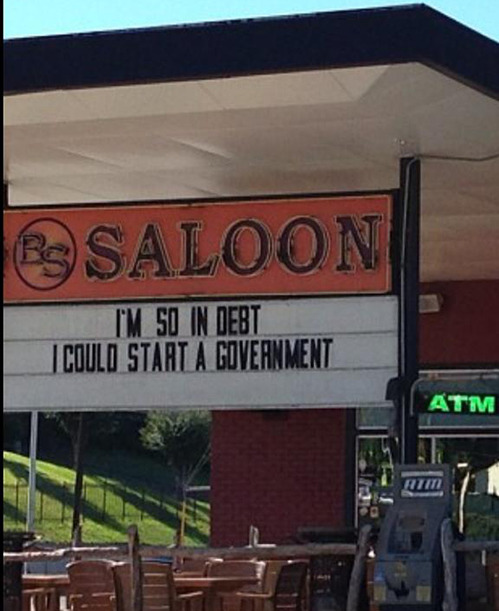 BS SALOON
I'M SO IN DEBT
I COULD START A GOVERNMENT
ATM
ATM